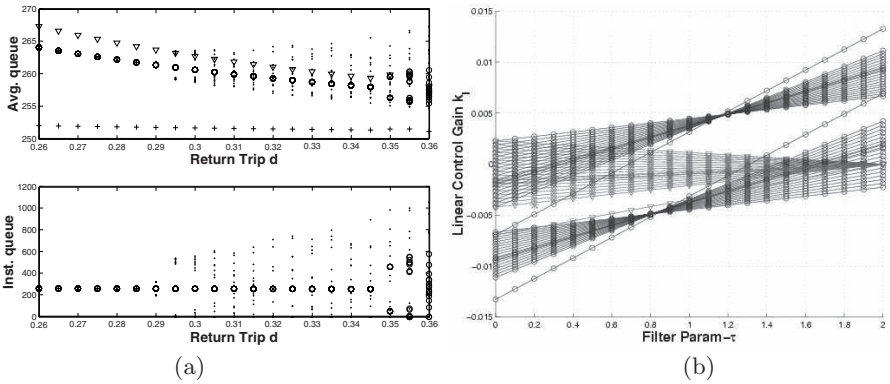 270
265
260
255
250
Avg. queue
0.26 0.27 0.28 0.29 0.3 0.31 0.32 0.33 0.34 0.35 0.36
Return Trip d
1200
1000
800
600
400
200
0
Inst. queue
0.26 0.27 0.28 0.29 0.3 0.31 0.32 0.33 0.34 0.35 0.36
Return Trip d
(a)
0.015
0.01
0.005
0
-0.005
-0.01
-0.015
Linear Control Gain k_l
0 0.2 0.4 0.6 0.8 1 1.2 1.4 1.6 1.8 2
Filter Param-τ
(b)